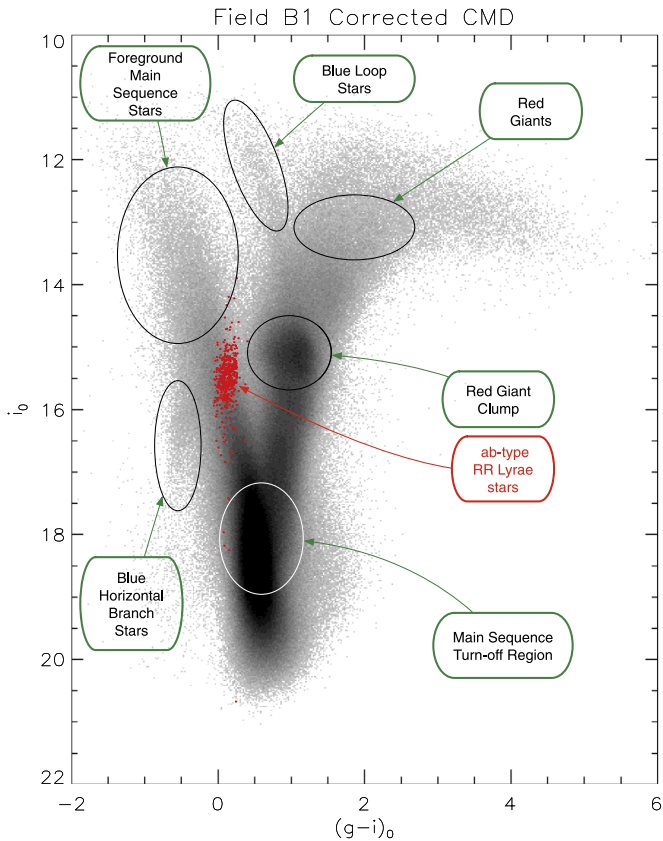 Field B1 Corrected CMD
Foreground
Main
Sequence
Stars
Blue Loop
Stars
Red
Giants
Red Giant
Clump
ab-type
RR Lyrae
stars
Blue
Horizontal
Branch
Stars
Main Sequence
Turn-off Region
10
12
14
16
18
20
22
i₀
−2
0
2
4
6
(g−i)₀